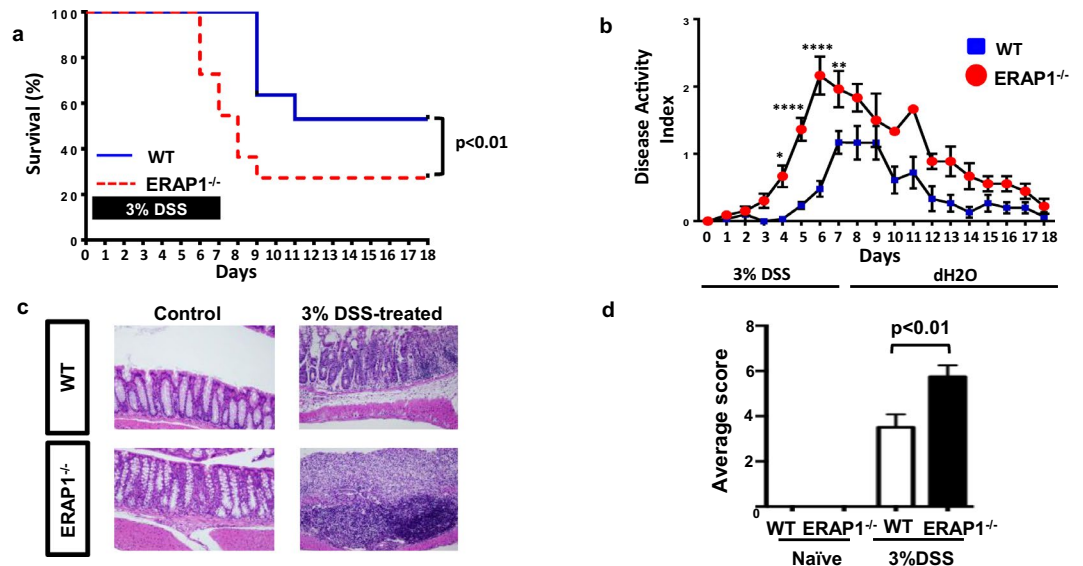 a
Survival (%)
100
80
60
40
20
0
WT
ERAP1-/-
3% DSS
p<0.01
0 1 2 3 4 5 6 7 8 9 10 11 12 13 14 15 16 17 18
Days
b
Disease Activity
Index
3
2
1
0
WT
ERAP1-/-
*
****
****
**
0 1 2 3 4 5 6 7 8 9 10 11 12 13 14 15 16 17 18
Days
3% DSS
dH2O
c
Control
3% DSS-treated
WT
ERAP1-/-
d
Average score
8
6
4
2
0
p<0.01
WT ERAP1-/- WT ERAP1-/-
Naïve
3%DSS